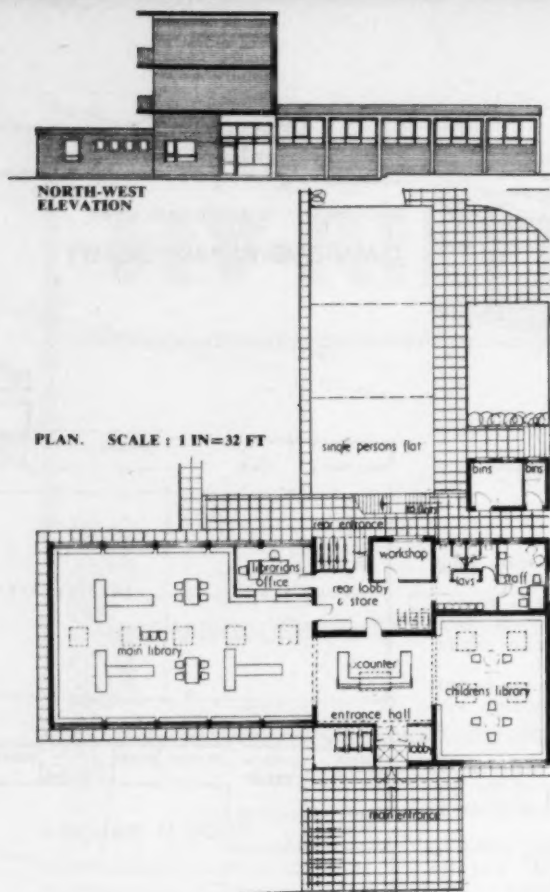 NORTH-WEST
ELEVATION
PLAN. SCALE : 1 IN=32 FT
single persons flat
bins
bins
rear entrance
workshop
librarians
office
lavs
staff
rear lobby
& store
main library
counter
childrens library
entrance hall
lobby
main entrance